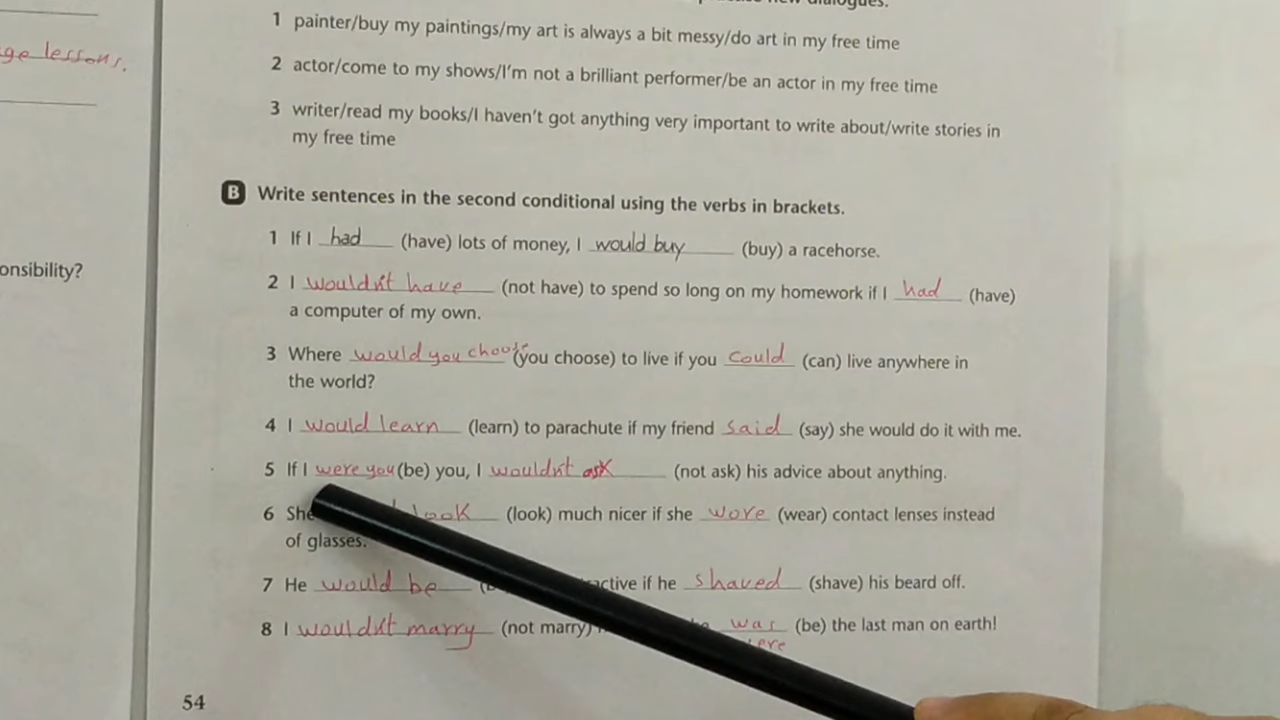 dialogues.
1 painter/buy my paintings/my art is always a bit messy/do art in my free time
ge lessons.
2 actor/come to my shows/I'm not a brilliant performer/be an actor in my free time
3 writer/read my books/I haven't got anything very important to write about/write stories in
my free time
B Write sentences in the second conditional using the verbs in brackets.
1 If I had (have) lots of money, I would buy (buy) a racehorse.
onsibility?
2 I wouldn't have (not have) to spend so long on my homework if I had (have)
a computer of my own.
3 Where would you choose (you choose) to live if you could (can) live anywhere in
the world?
4 I would learn (learn) to parachute if my friend said (say) she would do it with me.
5 If I were you (be) you, I wouldn't ask (not ask) his advice about anything.
6 She look (look) much nicer if she wore (wear) contact lenses instead
of glasses.
7 He would be ctive if he shaved (shave) his beard off.
8 I wouldn't marry (not marry) was (be) the last man on earth!
ere
54